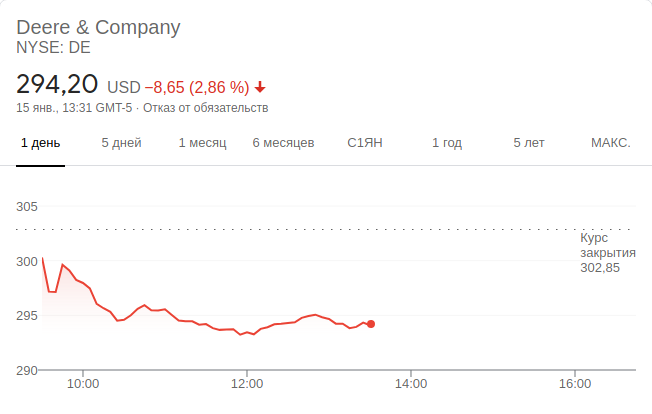 Deere & Company
NYSE: DE
294,20 USD −8,65 (2,86 %)
15 янв., 13:31 GMT-5 · Отказ от обязательств
1 день 5 дней 1 месяц 6 месяцев С1ЯН 1 год 5 лет МАКС.
305
300
295
290
Курс
закрытия
302,85
10:00 12:00 14:00 16:00